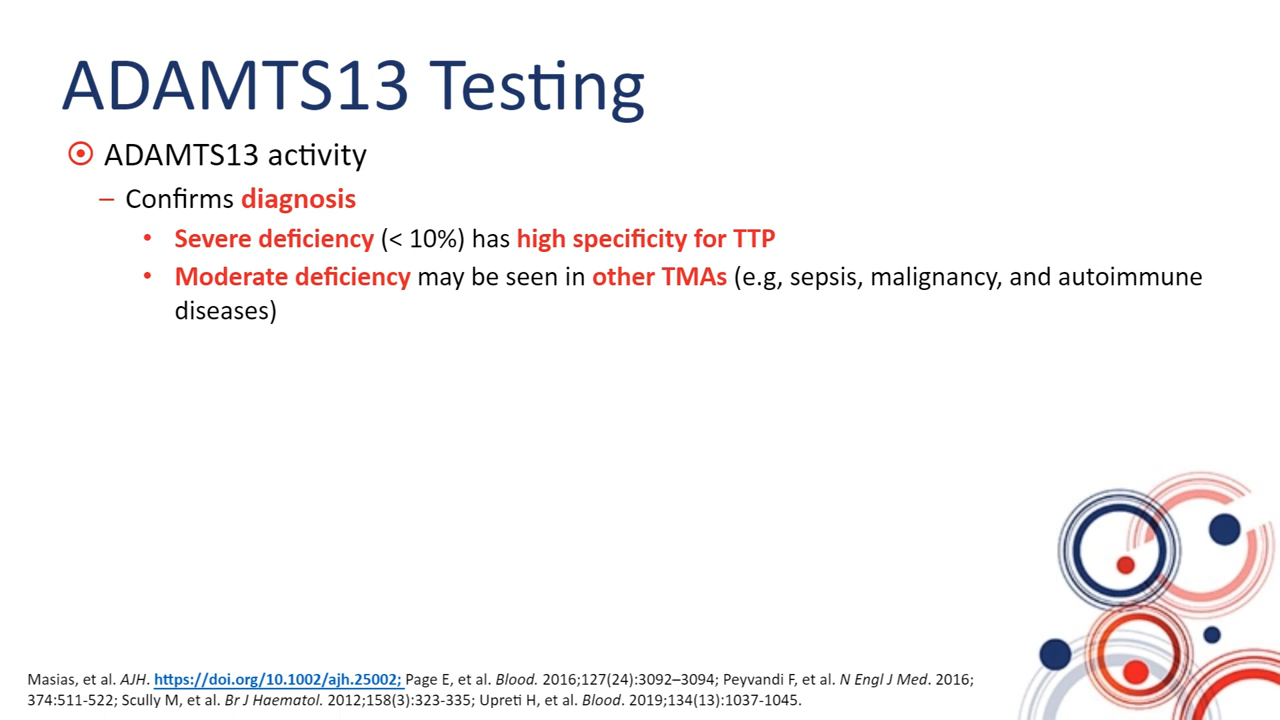 ADAMTS13 Testing
ADAMTS13 activity
– Confirms diagnosis
• Severe deficiency (< 10%) has high specificity for TTP
• Moderate deficiency may be seen in other TMAs (e.g, sepsis, malignancy, and autoimmune
diseases)
Masias, et al. AJH. https://doi.org/10.1002/ajh.25002; Page E, et al. Blood. 2016;127(24):3092–3094; Peyvandi F, et al. N Engl J Med. 2016;
374:511-522; Scully M, et al. Br J Haematol. 2012;158(3):323-335; Upreti H, et al. Blood. 2019;134(13):1037-1045.